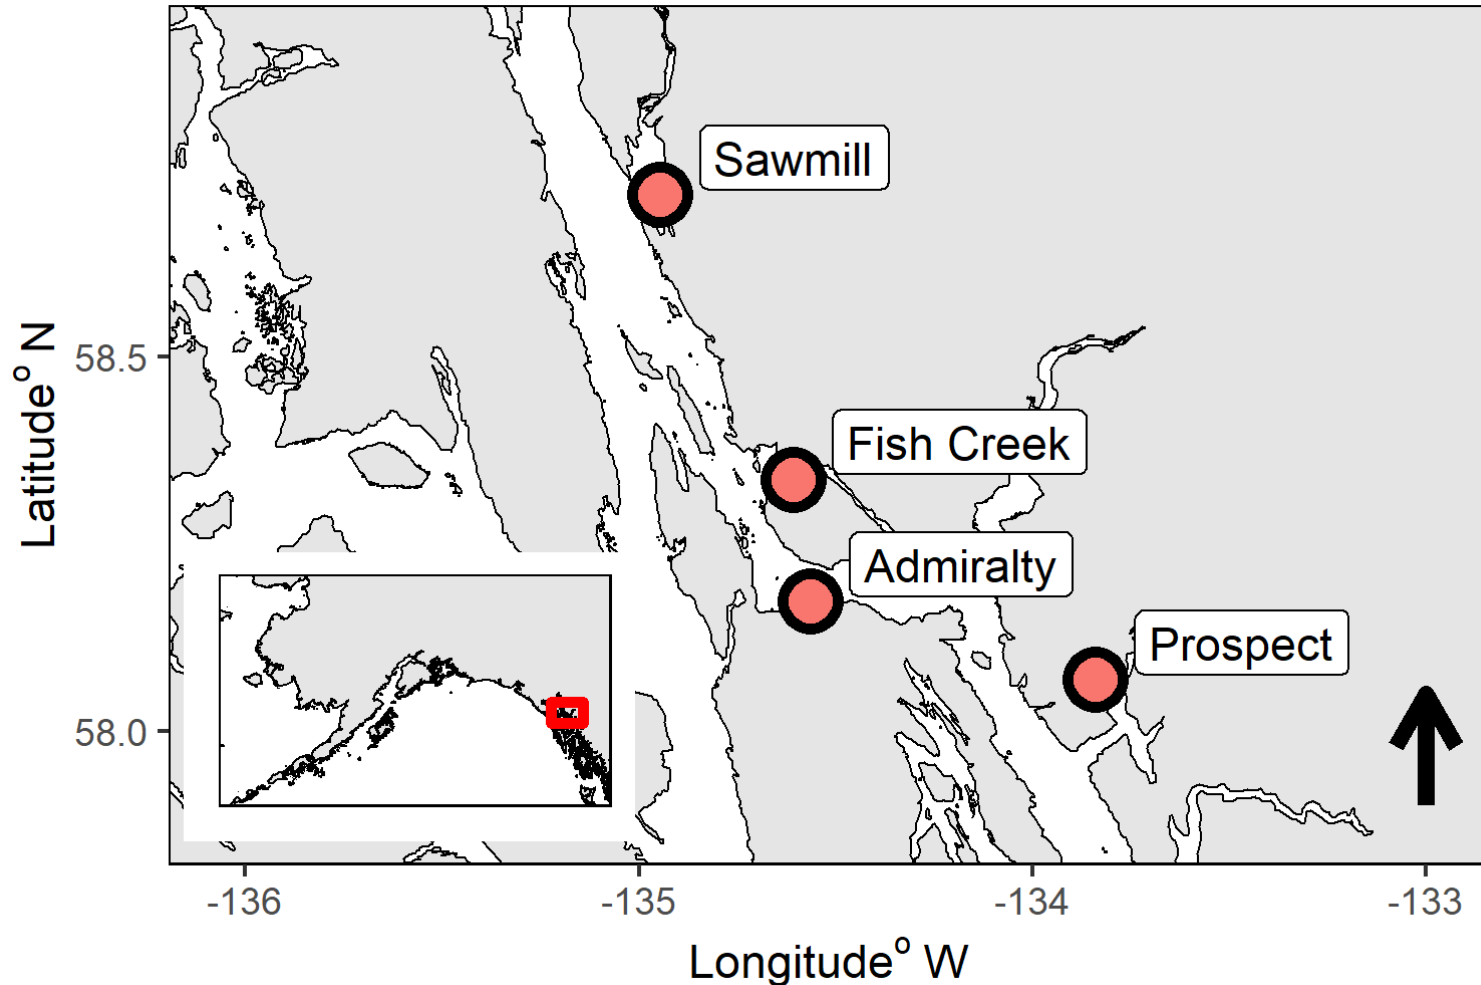 Sawmill
58.5
Fish Creek
Admiralty
Prospect
58.0
Latitude° N
-136
-135
-134
-133
Longitude° W